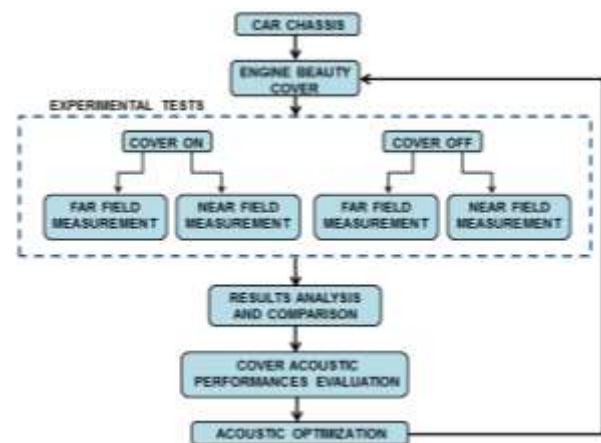 CAR CHASSIS
ENGINE BEAUTY
COVER
EXPERIMENTAL TESTS
COVER ON
COVER OFF
FAR FIELD
MEASUREMENT
NEAR FIELD
MEASUREMENT
FAR FIELD
MEASUREMENT
NEAR FIELD
MEASUREMENT
RESULTS ANALYSIS
AND COMPARISON
COVER ACOUSTIC
PERFORMANCES EVALUATION
ACOUSTIC OPTIMIZATION